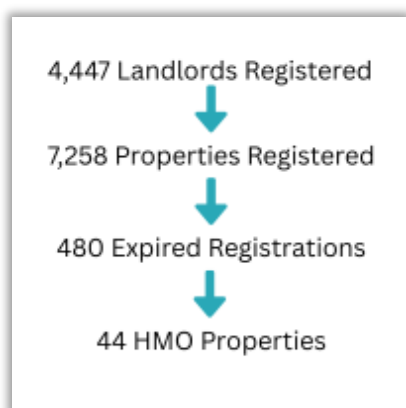 4,447 Landlords Registered
7,258 Properties Registered
480 Expired Registrations
44 HMO Properties